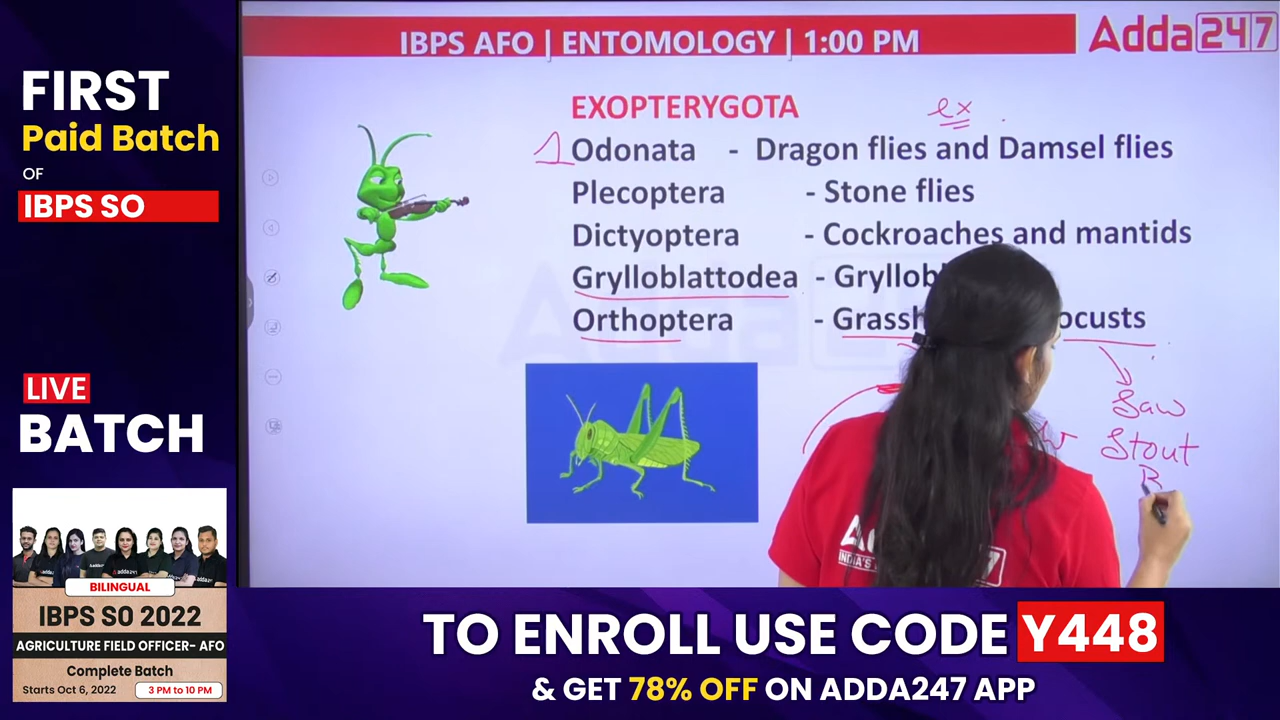 FIRST
Paid Batch
OF
IBPS SO
LIVE
BATCH
BILINGUAL
IBPS SO 2022
AGRICULTURE FIELD OFFICER- AFO
Complete Batch
Starts Oct 6, 2022 3 PM to 10 PM
IBPS AFO | ENTOMOLOGY | 1:00 PM
Adda247
EXOPTERYGOTA
ex
1 Odonata - Dragon flies and Damsel flies
Plecoptera - Stone flies
Dictyoptera - Cockroaches and mantids
Grylloblattodea -
Orthoptera -
Saw
Stout
B
TO ENROLL USE CODE Y448
& GET 78% OFF ON ADDA247 APP